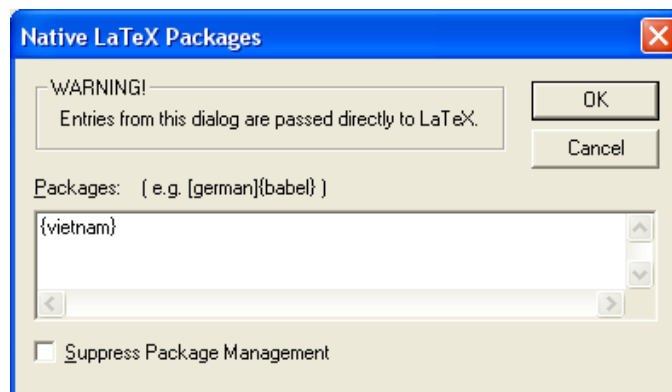 Native LaTeX Packages
WARNING!
Entries from this dialog are passed directly to LaTeX.
OK
Cancel
Packages: ( e.g. [german]{babel} )
{vietnam}
Suppress Package Management